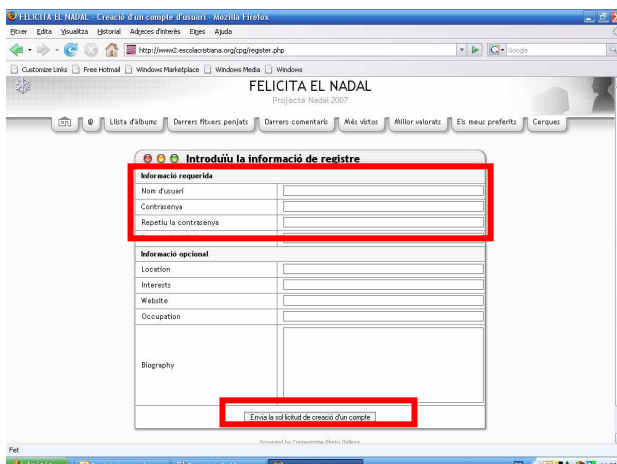 FELICITA EL NADAL - Creació d'un compte d'usuari - Mozilla Firefox
Fitxer Edita Visualitza Historial Adreces d'interès Eines Ajuda
http://www2.escolacristiana.org/cpg/register.php Google
Customize Links Free Hotmail Windows Marketplace Windows Media Windows
FELICITA EL NADAL
Projecte Nadal 2007
@ Llista d'àlbums Darrers fitxers penjats Darrers comentaris Més vistos Millor valorats Els meus preferits Cerques
Introduïu la informació de registre
Informació requerida
Nom d'usuari
Contrasenya
Repetiu la contrasenya
Informació opcional
Location
Interests
Website
Occupation
Biography
Envia la sol·licitud de creació d'un compte
Powered by Coppermine Photo Gallery
Fet